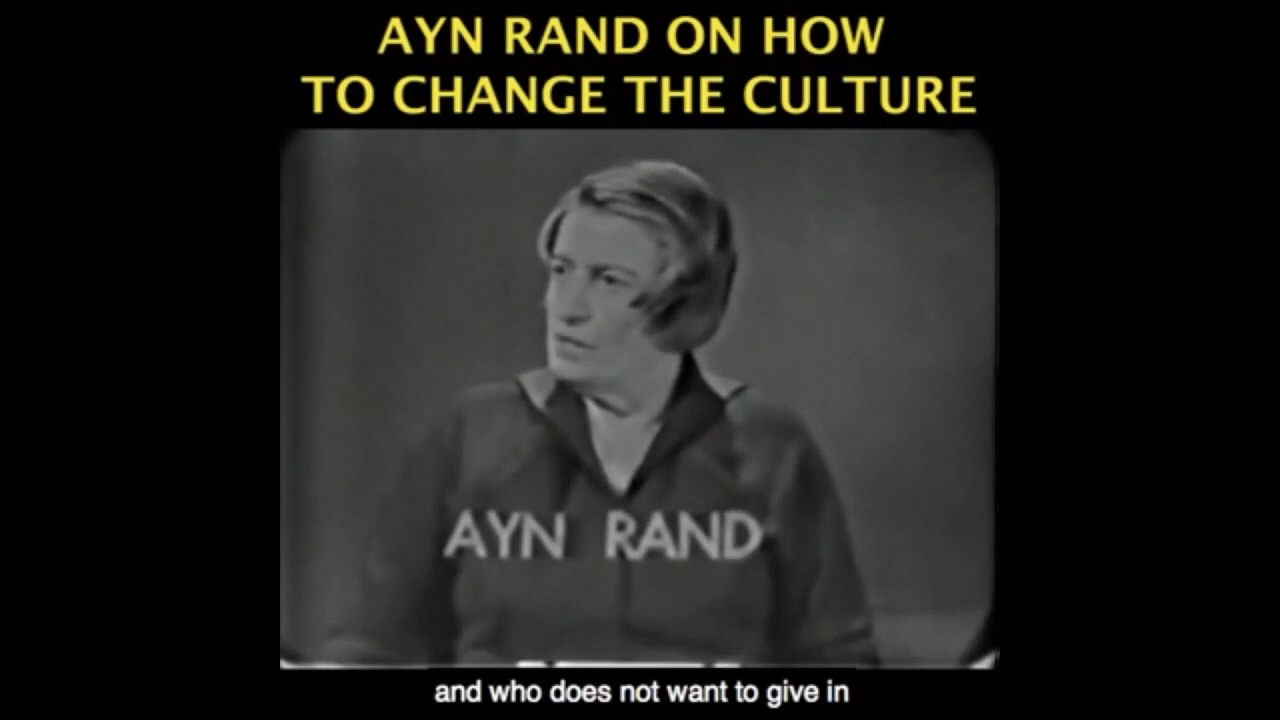 AYN RAND ON HOW
TO CHANGE THE CULTURE
AYN RAND
and who does not want to give in